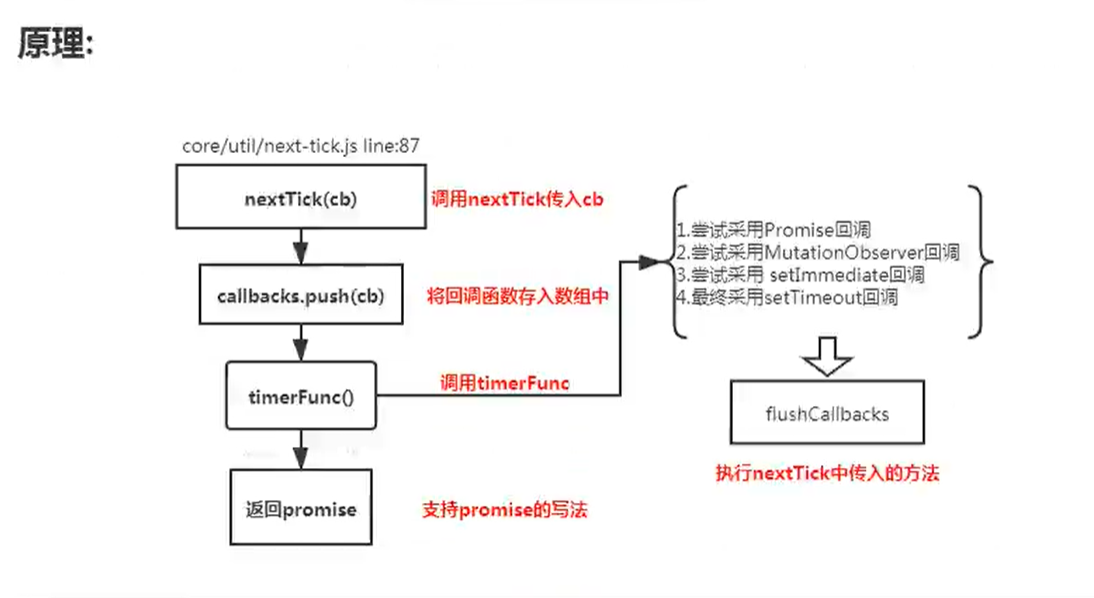 原理:
core/util/next-tick.js line:87
nextTick(cb)
调用nextTick传入cb
callbacks.push(cb)
将回调函数存入数组中
timerFunc()
调用timerFunc
返回promise
支持promise的写法
1.尝试采用Promise回调
2.尝试采用MutationObserver回调
3.尝试采用 setImmediate回调
4.最终采用setTimeout回调
flushCallbacks
执行nextTick中传入的方法